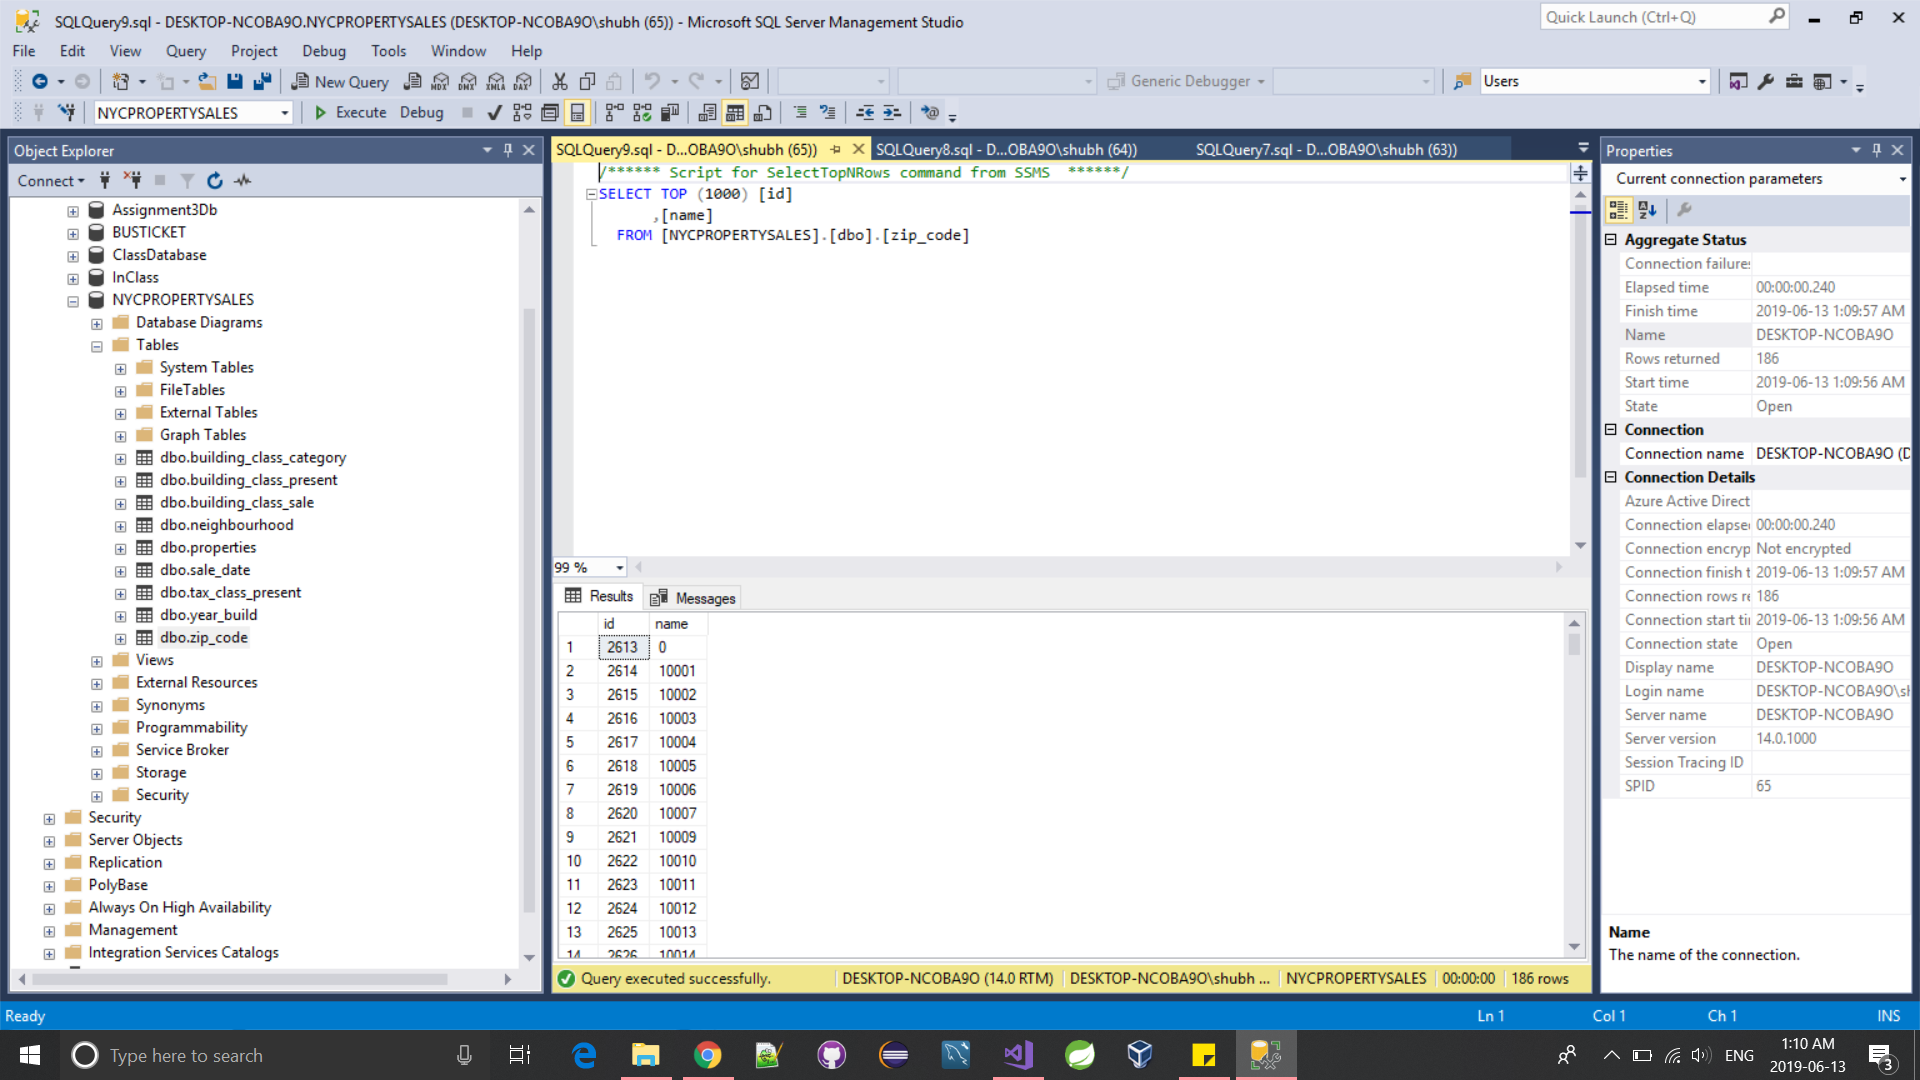 SQLQuery9.sql - DESKTOP-NCOBA9O.NYCPROPERTYSALES (DESKTOP-NCOBA9O\shubh (65)) - Microsoft SQL Server Management Studio
Quick Launch (Ctrl+Q)
File Edit View Query Project Debug Tools Window Help
New Query MDX DMX XMLA DAX Generic Debugger Users
NYCPROPERTYSALES Execute Debug
Object Explorer
Connect
Assignment3Db
BUSTICKET
ClassDatabase
InClass
NYCPROPERTYSALES
Database Diagrams
Tables
System Tables
FileTables
External Tables
Graph Tables
dbo.building_class_category
dbo.building_class_present
dbo.building_class_sale
dbo.neighbourhood
dbo.properties
dbo.sale_date
dbo.tax_class_present
dbo.year_build
dbo.zip_code
Views
External Resources
Synonyms
Programmability
Service Broker
Storage
Security
Security
Server Objects
Replication
PolyBase
Always On High Availability
Management
Integration Services Catalogs
SQLQuery9.sql - D...OBA9O\shubh (65)) SQLQuery8.sql - D...OBA9O\shubh (64)) SQLQuery7.sql - D...OBA9O\shubh (63))
/****** Script for SelectTopNRows command from SSMS  ******/
SELECT TOP (1000) [id]
,[name]
FROM [NYCPROPERTYSALES].[dbo].[zip_code]
99 %
Results Messages
id name
1 2613 0
2 2614 10001
3 2615 10002
4 2616 10003
5 2617 10004
6 2618 10005
7 2619 10006
8 2620 10007
9 2621 10009
10 2622 10010
11 2623 10011
12 2624 10012
13 2625 10013
14 2626 10014
Query executed successfully. DESKTOP-NCOBA9O (14.0 RTM) DESKTOP-NCOBA9O\shubh ... NYCPROPERTYSALES 00:00:00 186 rows
Properties
Current connection parameters
Aggregate Status
Connection failures
Elapsed time 00:00:00.240
Finish time 2019-06-13 1:09:57 AM
Name DESKTOP-NCOBA9O
Rows returned 186
Start time 2019-06-13 1:09:56 AM
State Open
Connection
Connection name DESKTOP-NCOBA9O (D
Connection Details
Azure Active Direct
Connection elapse 00:00:00.240
Connection encryp Not encrypted
Connection finish t 2019-06-13 1:09:57 AM
Connection rows re 186
Connection start ti 2019-06-13 1:09:56 AM
Connection state Open
Display name DESKTOP-NCOBA9O
Login name DESKTOP-NCOBA9O\sh
Server name DESKTOP-NCOBA9O
Server version 14.0.1000
Session Tracing ID
SPID 65
Name
The name of the connection.
Ready Ln 1 Col 1 Ch 1 INS
Type here to search
ENG
1:10 AM
2019-06-13
3